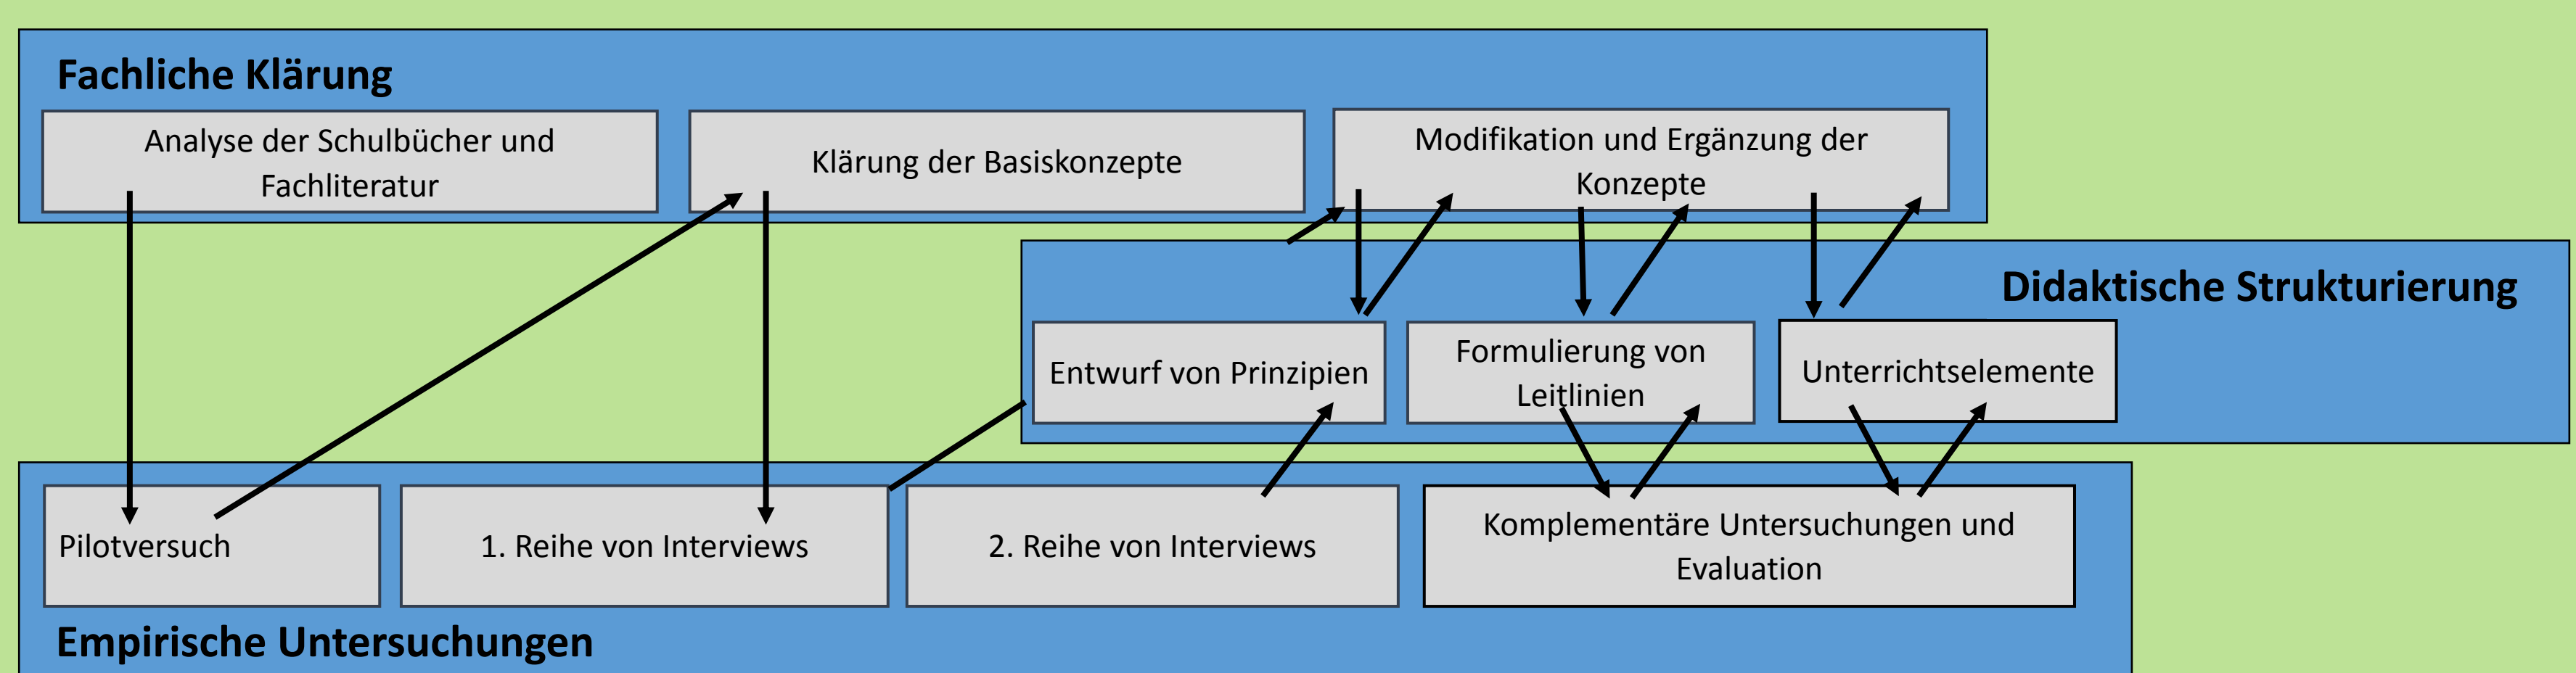 Fachliche Klärung
Analyse der Schulbücher und
Fachliteratur
Klärung der Basiskonzepte
Modifikation und Ergänzung der
Konzepte
Didaktische Strukturierung
Entwurf von Prinzipien
Formulierung von
Leitlinien
Unterrichtselemente
Pilotversuch
1. Reihe von Interviews
2. Reihe von Interviews
Komplementäre Untersuchungen und
Evaluation
Empirische Untersuchungen